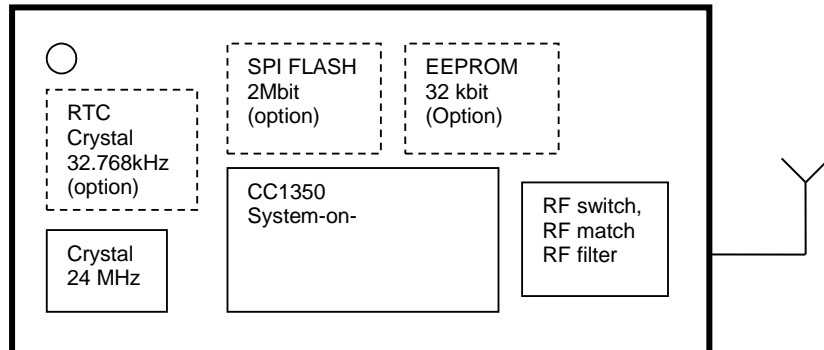 SPI FLASH
2Mbit
(option)
EEPROM
32 kbit
(Option)
RTC
Crystal
32.768kHz
(option)
CC1350
System-on-
RF switch,
RF match
RF filter
Crystal
24 MHz